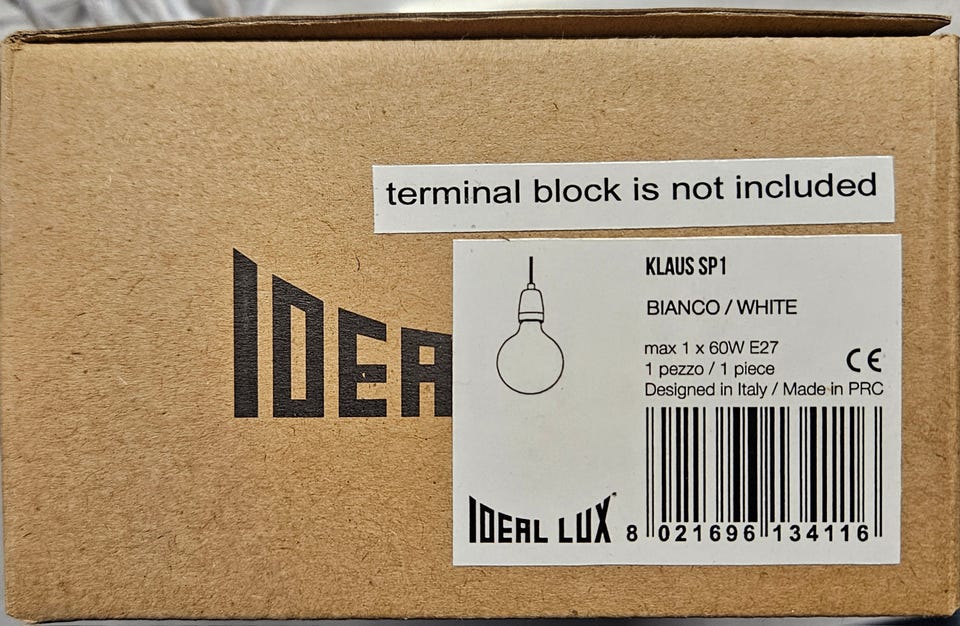 terminal block is not included
IDEA
KLAUS SP1
BIANCO / WHITE
max 1 x 60W E27
1 pezzo / 1 piece
CE
Designed in Italy / Made in PRC
IDEAL LUX
8 021696 134116